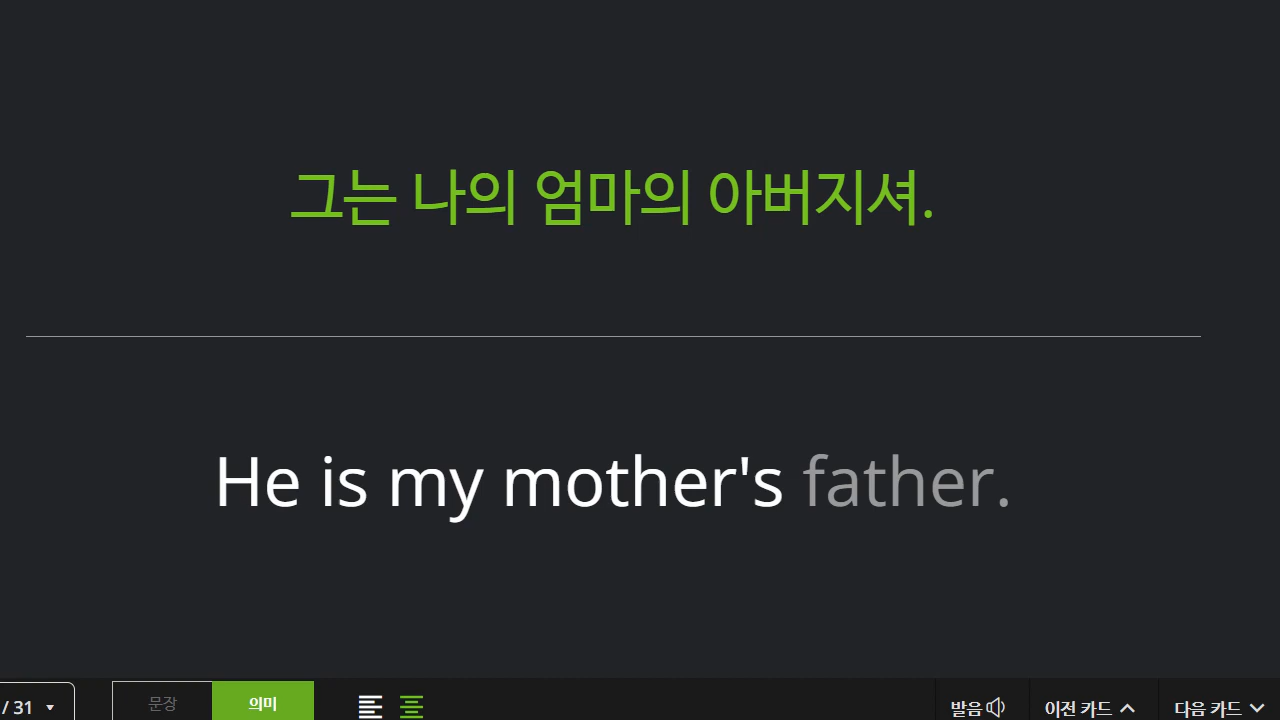 그는 나의 엄마의 아버지셔.
He is my mother's father.
/ 31
문장 의미 발음 이전 카드 다음 카드